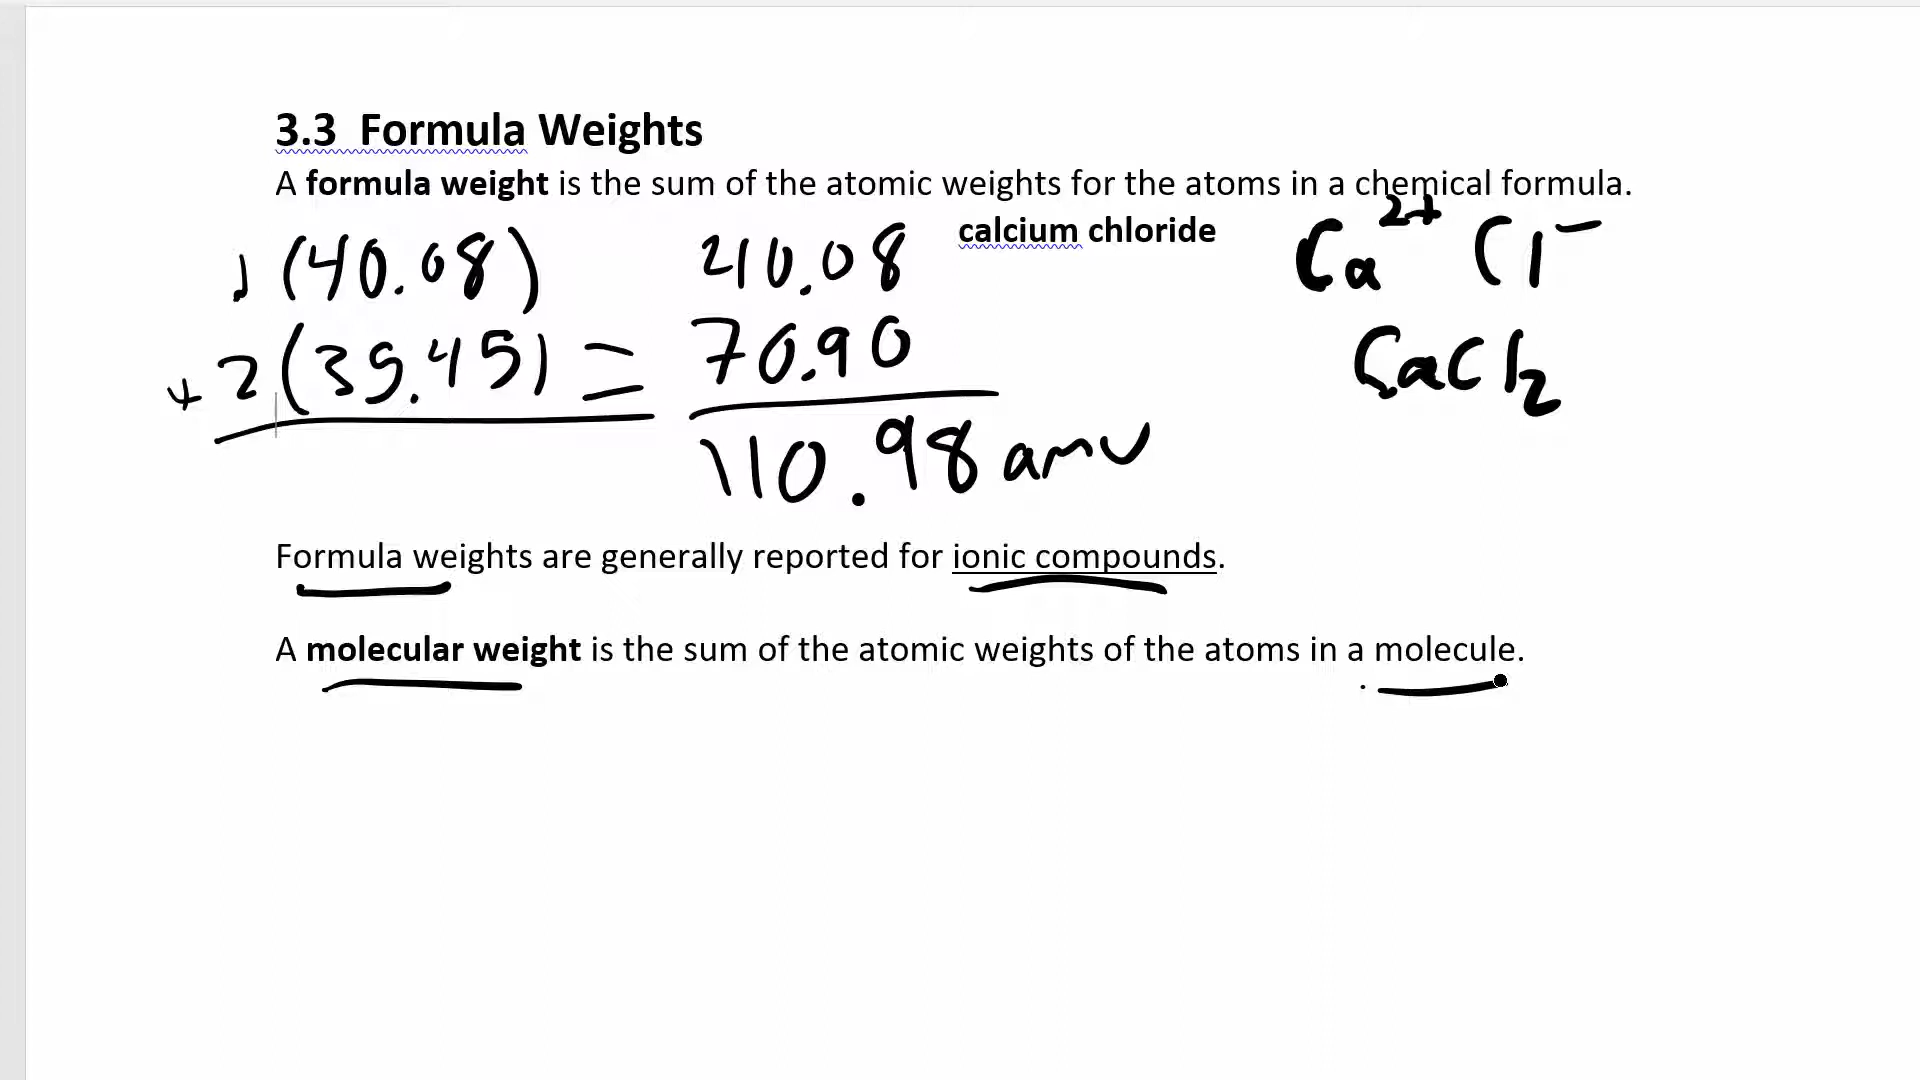 3.3 Formula Weights
A formula weight is the sum of the atomic weights for the atoms in a chemical formula.
calcium chloride
1 (40.08) 40.08
+ 2 (35.45) = 70.90
110.98 amu
Ca2+ Cl-
CaCl2
Formula weights are generally reported for ionic compounds.
A molecular weight is the sum of the atomic weights of the atoms in a molecule.